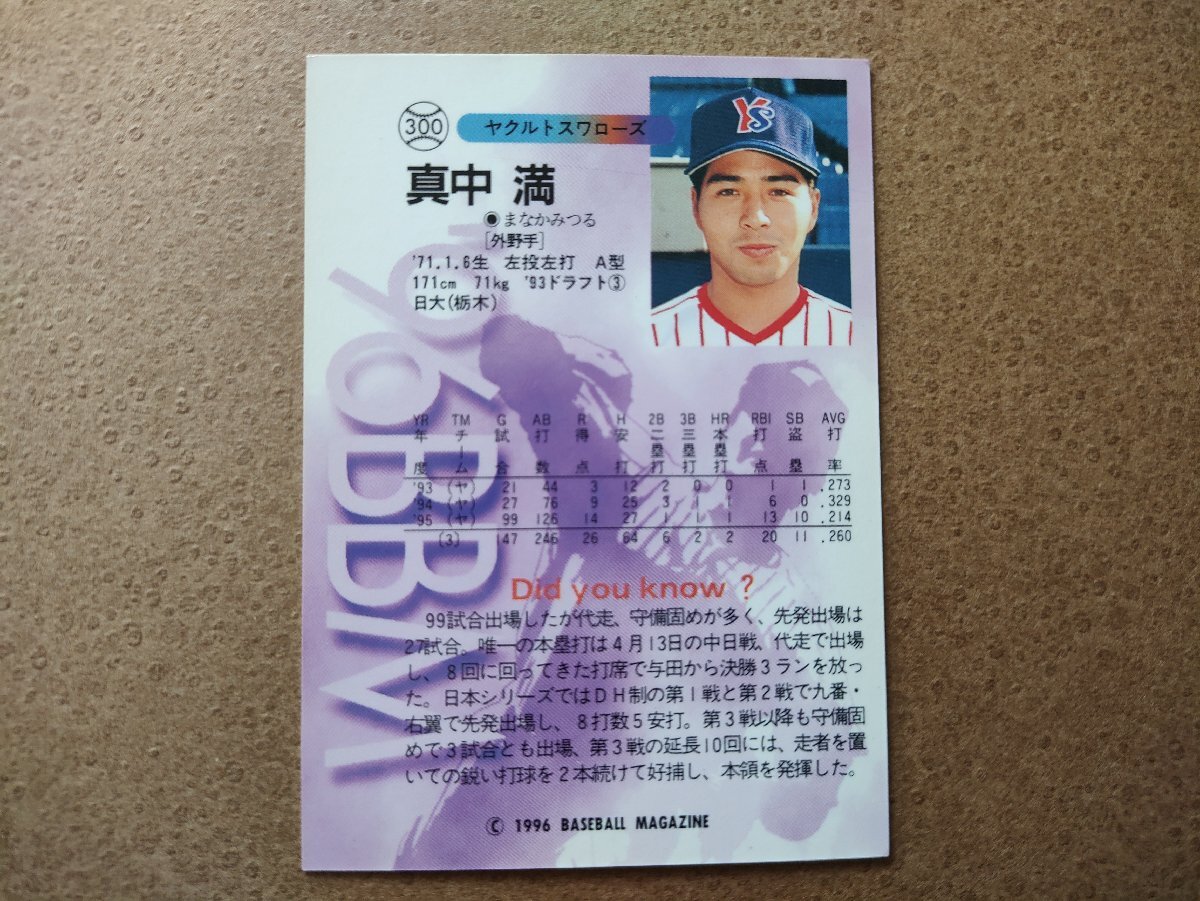 300 ヤクルトスワローズ
YS
真中 満
◉まなかみつる
[外野手]
'71.1.6生 左投左打 A型
171cm 71kg '93ドラフト③
日大(栃木)
'96BBM
YR TM G AB R H 2B 3B HR RBI SB AVG
年度 チーム 試合 打数 得点 安打 二塁打 三塁打 本塁打 打点 盗塁 打率
'93 (ヤ) 21 44 3 12 2 0 0 1 1 .273
'94 (ヤ) 27 76 9 25 3 1 1 6 0 .329
'95 (ヤ) 99 126 14 27 1 1 1 13 10 .214
(3) 147 246 26 64 6 2 2 20 11 .260
Did you know ?
99試合出場したが代走、守備固めが多く、先発出場は
27試合。唯一の本塁打は4月13日の中日戦、代走で出場
し、8回に回ってきた打席で与田から決勝3ランを放っ
た。日本シリーズではDH制の第1戦と第2戦で九番・
右翼で先発出場し、8打数5安打。第3戦以降も守備固
めで3試合とも出場、第3戦の延長10回には、走者を置
いての鋭い打球を2本続けて好捕し、本領を発揮した。
© 1996 BASEBALL MAGAZINE